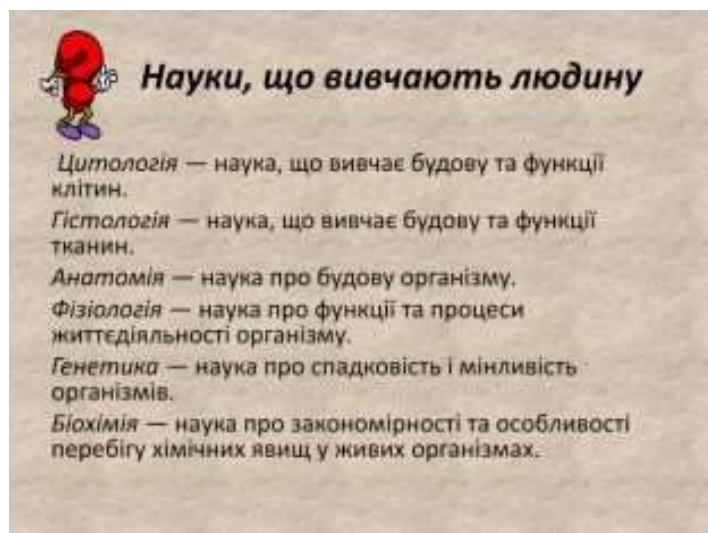 Науки, що вивчають людину
Цитологія — наука, що вивчає будову та функції
клітин.
Гістологія — наука, що вивчає будову та функції
тканин.
Анатомія — наука про будову організму.
Фізіологія — наука про функції та процеси
життєдіяльності організму.
Генетика — наука про спадковість і мінливість
організмів.
Біохімія — наука про закономірності та особливості
перебігу хімічних явищ у живих організмах.